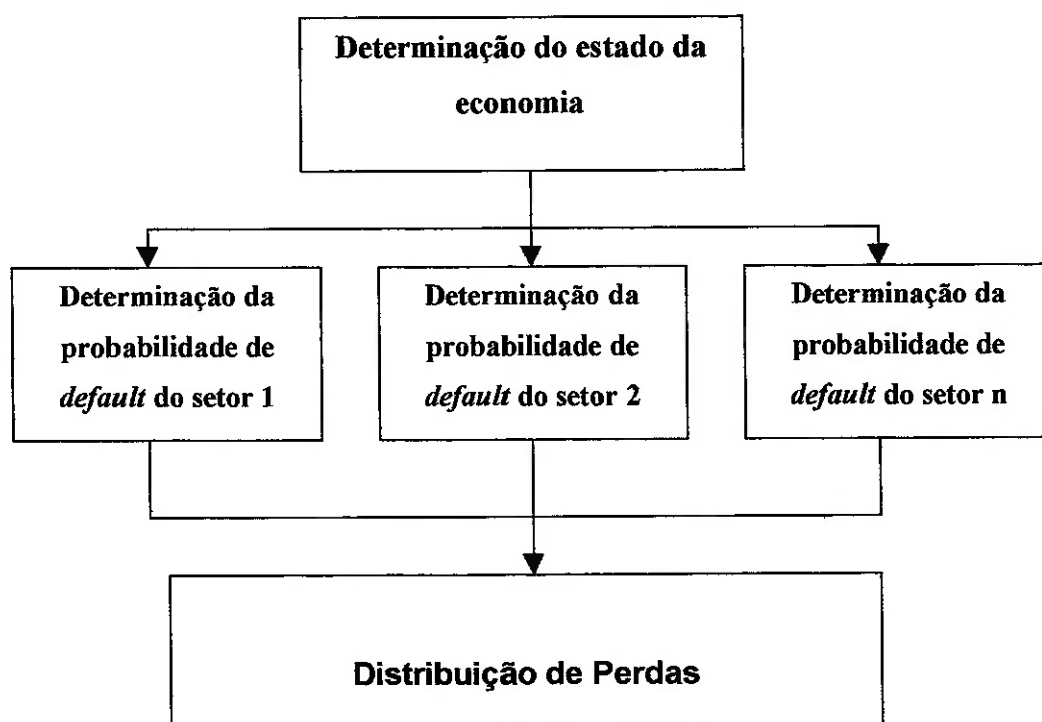 Determinação do estado da
economia
Determinação da
probabilidade de
default do setor 1
Determinação da
probabilidade de
default do setor 2
Determinação da
probabilidade de
default do setor n
Distribuição de Perdas